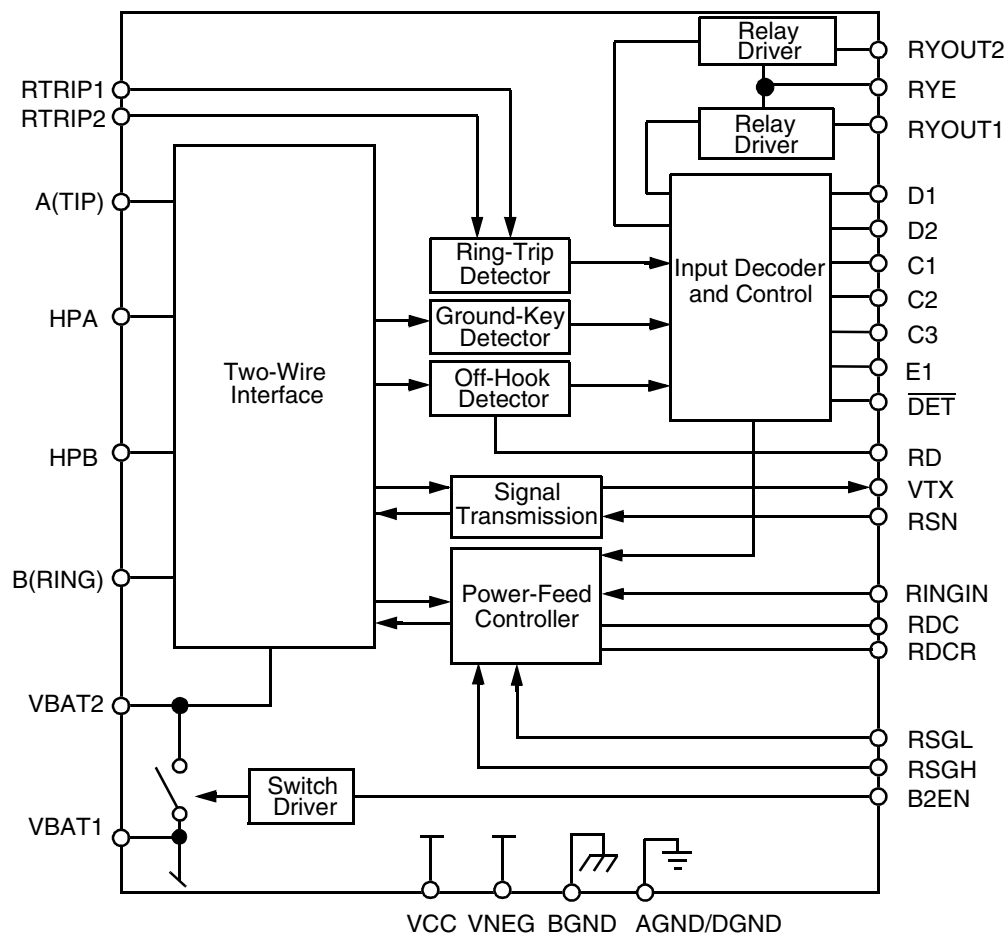 Relay
Driver
RYOUT2
RYE
RTRIP1
RTRIP2
Relay
Driver
RYOUT1
A(TIP)
HPA
HPB
B(RING)
Two-Wire
Interface
Ring-Trip
Detector
Ground-Key
Detector
Off-Hook
Detector
Input Decoder
and Control
D1
D2
C1
C2
C3
E1
DET
RD
VTX
RSN
Signal
Transmission
Power-Feed
Controller
RINGIN
RDC
RDCR
VBAT2
VBAT1
Switch
Driver
RSGL
RSGH
B2EN
VCC VNEG BGND AGND/DGND